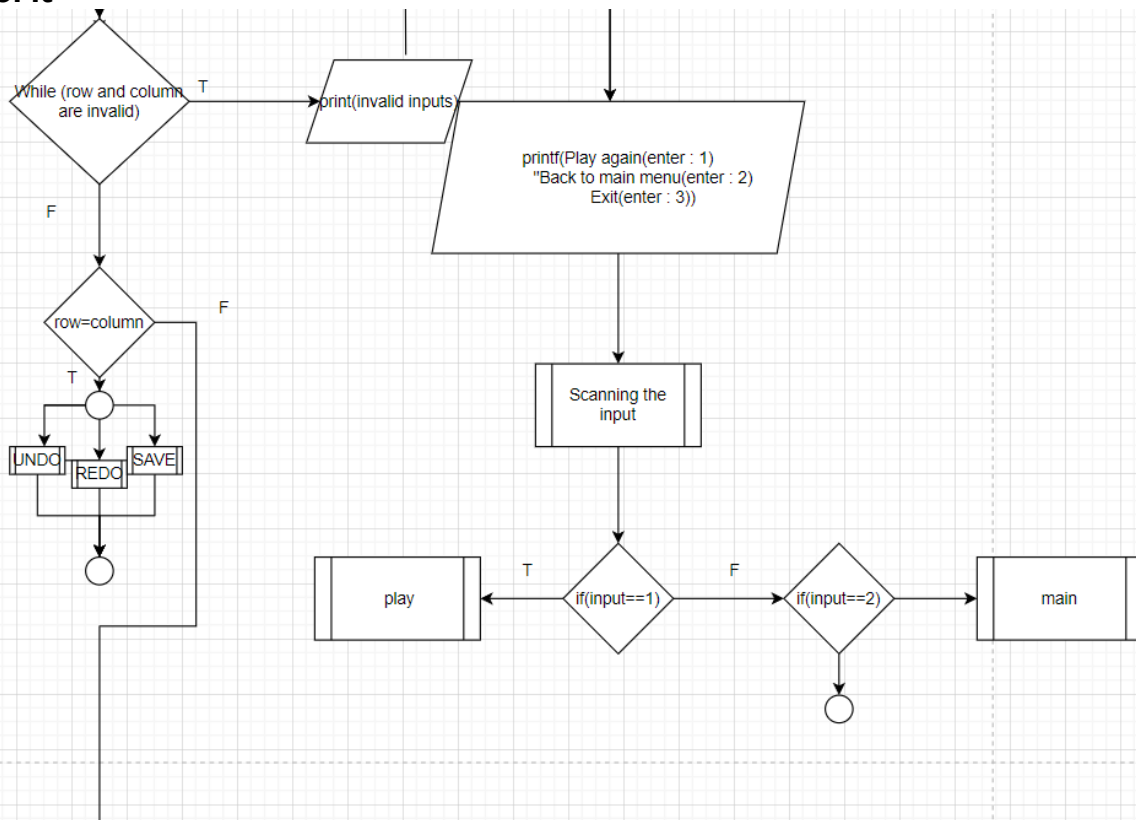 While (row and column
are invalid)
T
print(invalid inputs)
F
printf(Play again(enter : 1)
"Back to main menu(enter : 2)
Exit(enter : 3))
row=column
F
T
UNDO
REDO
SAVE
Scanning the
input
play
T
if(input==1)
F
if(input==2)
main